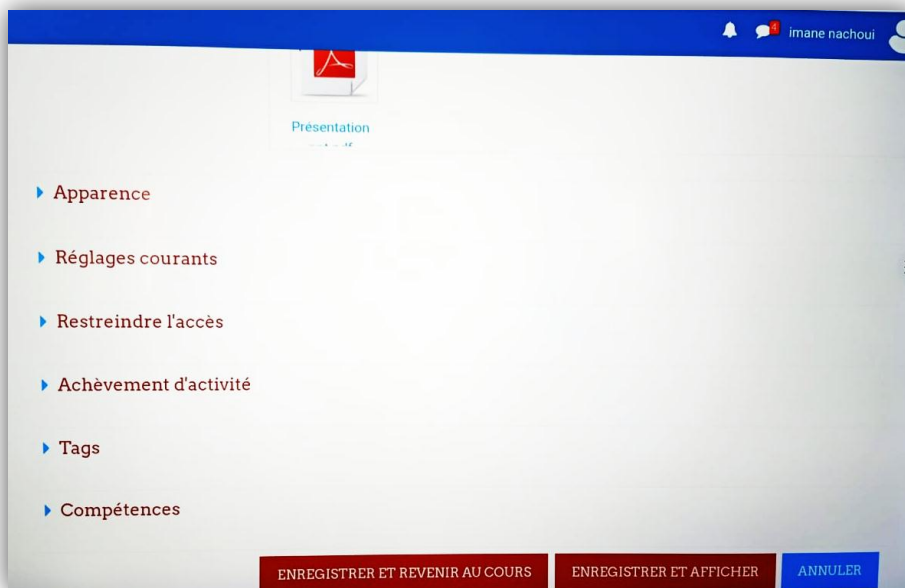 4
imane nachoui
Présentation
Apparence
Réglages courants
Restreindre l'accès
Achèvement d'activité
Tags
Compétences
ENREGISTRER ET REVENIR AU COURS
ENREGISTRER ET AFFICHER
ANNULER